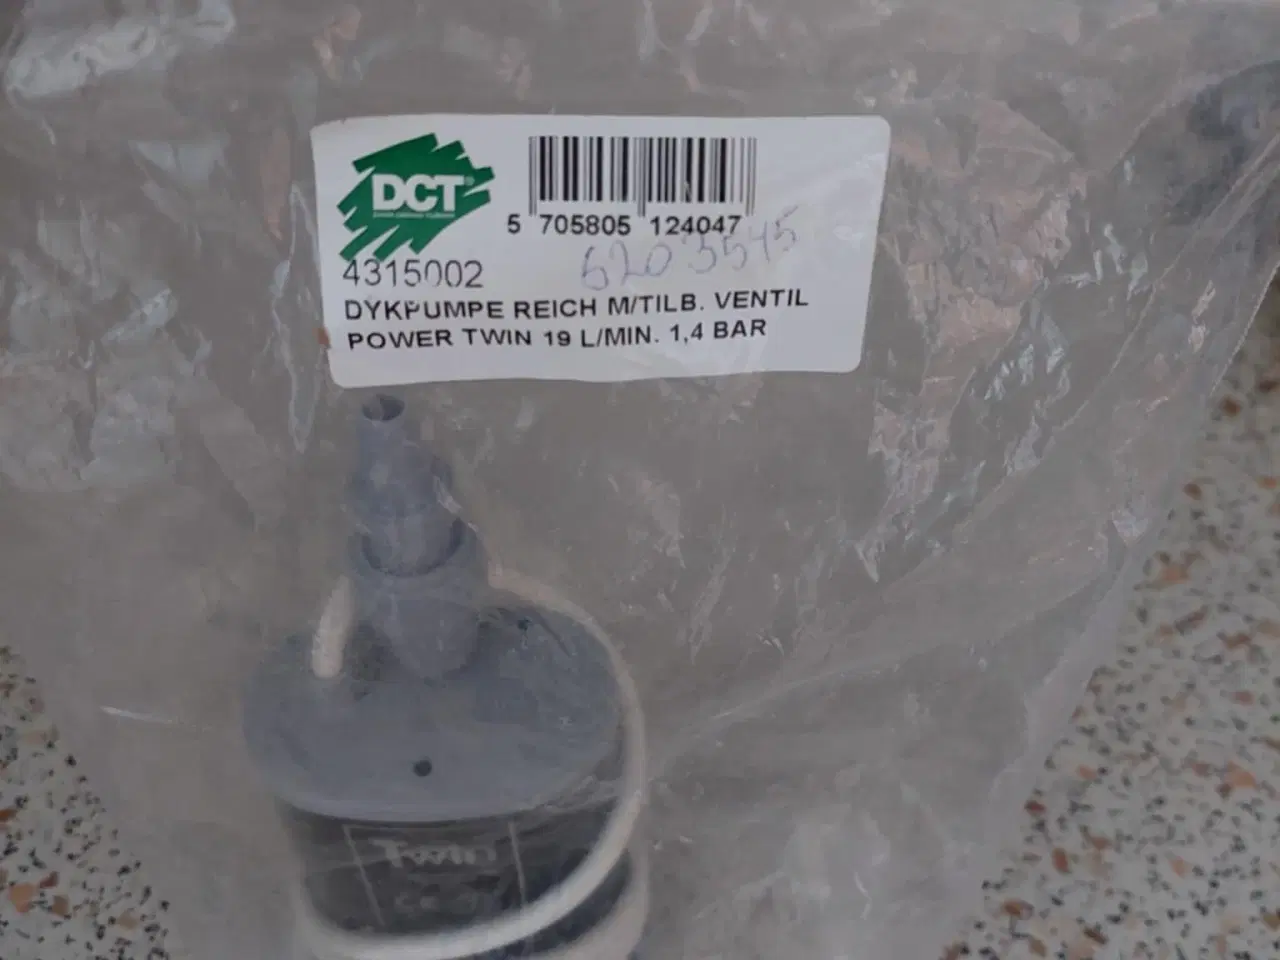 DCT®
5 705805 124047
6203545
4315002
DYKPUMPE REICH M/TILB. VENTIL
POWER TWIN 19 L/MIN. 1,4 BAR
Twin